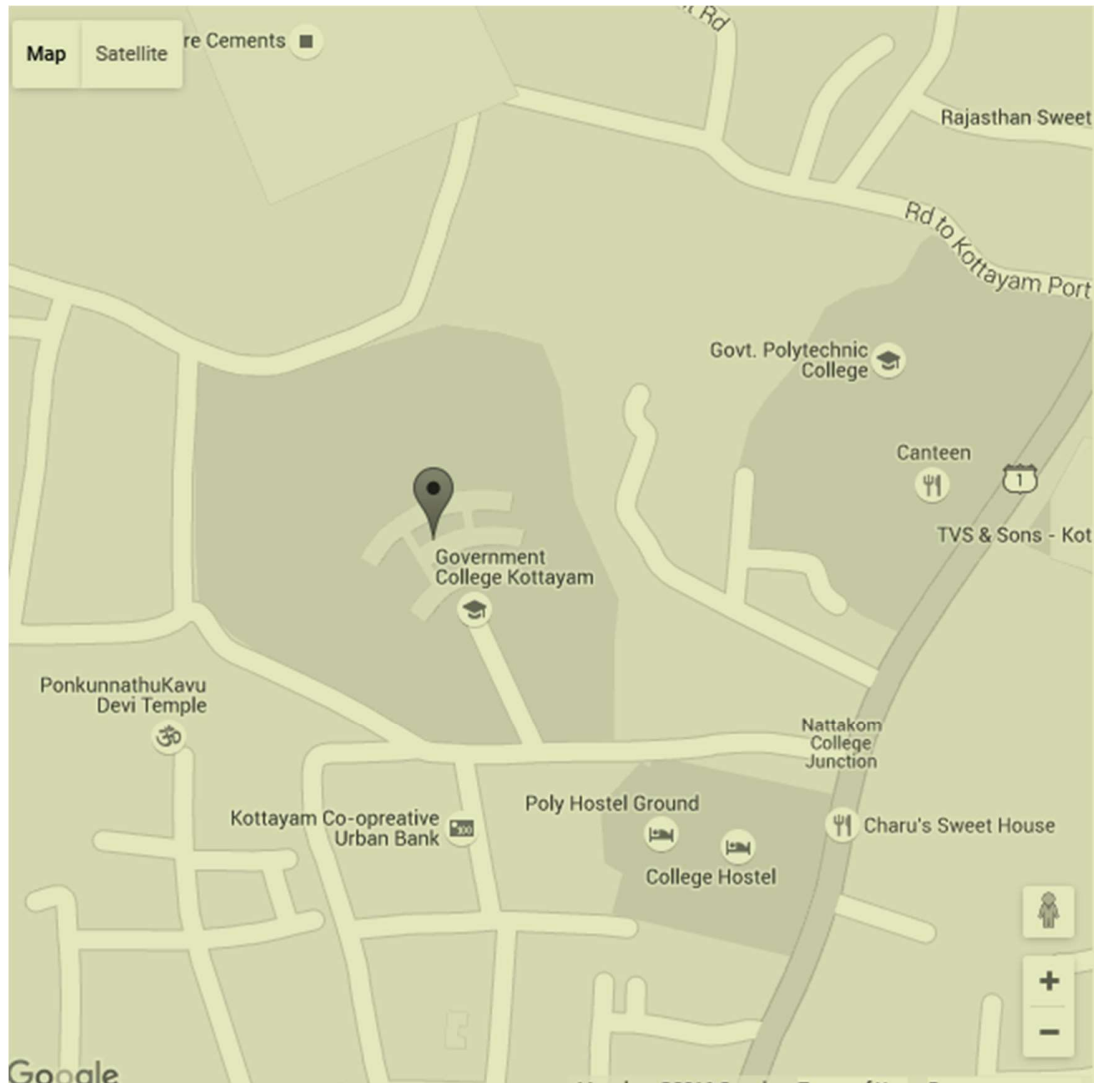 Map
Satellite
re Cements
Rd
Rajasthan Sweet
Rd to Kottayam Port
Govt. Polytechnic
College
Canteen
1
TVS & Sons - Kot
Government
College Kottayam
PonkunnathuKavu
Devi Temple
Nattakom
College
Junction
Poly Hostel Ground
Kottayam Co-opreative
Urban Bank
Charu's Sweet House
College Hostel
Google